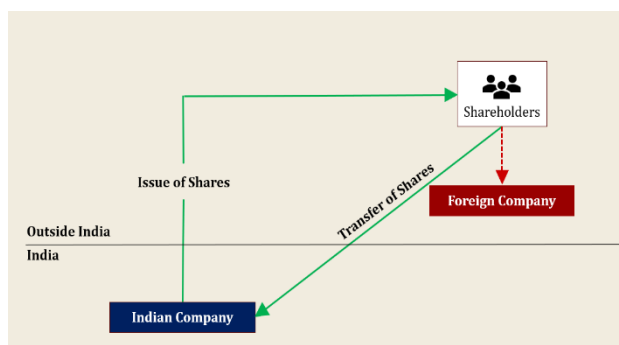 Shareholders
Issue of Shares
Transfer of Shares
Foreign Company
Outside India
India
Indian Company